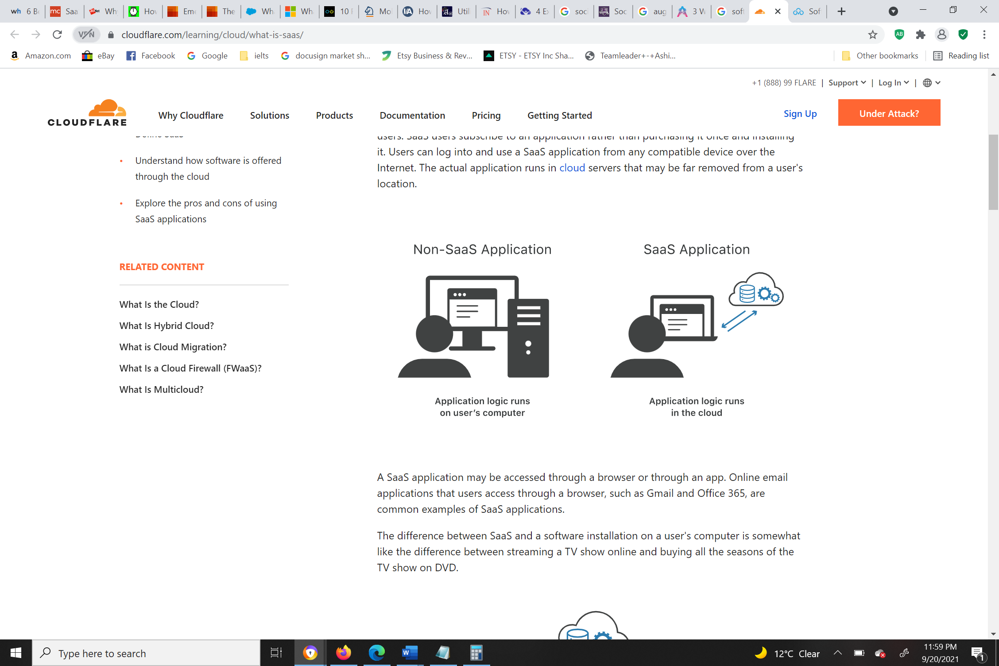 wh 6 Be
mc Saa
ZDNet Wh
Hov
Eme
The
Wh
Wh
10 F
Mo
I/A Hov
A@ Util
IN Hov
4 Ex
soci
Soc
aug
3 W
soft
Sof
VPN cloudflare.com/learning/cloud/what-is-saas/ AB
Amazon.com eBay Facebook Google ielts docusign market sh... Etsy Business & Rev... ETSY - ETSY Inc Sha... Teamleader+-+Ashi... Other bookmarks Reading list
+1 (888) 99 FLARE | Support | Log In |
CLOUDFLARE Why Cloudflare Solutions Products Documentation Pricing Getting Started Sign Up Under Attack?
Define SaaS
• Understand how software is offered
through the cloud
• Explore the pros and cons of using
SaaS applications
RELATED CONTENT
What Is the Cloud?
What Is Hybrid Cloud?
What is Cloud Migration?
What Is a Cloud Firewall (FWaaS)?
What Is Multicloud?
users. SaaS users subscribe to an application rather than purchasing it once and installing
it. Users can log into and use a SaaS application from any compatible device over the
Internet. The actual application runs in cloud servers that may be far removed from a user's
location.
Non-SaaS Application
Application logic runs
on user’s computer
SaaS Application
Application logic runs
in the cloud
A SaaS application may be accessed through a browser or through an app. Online email
applications that users access through a browser, such as Gmail and Office 365, are
common examples of SaaS applications.
The difference between SaaS and a software installation on a user's computer is somewhat
like the difference between streaming a TV show online and buying all the seasons of the
TV show on DVD.
Type here to search
W
12°C Clear
11:59 PM
9/20/2021
1